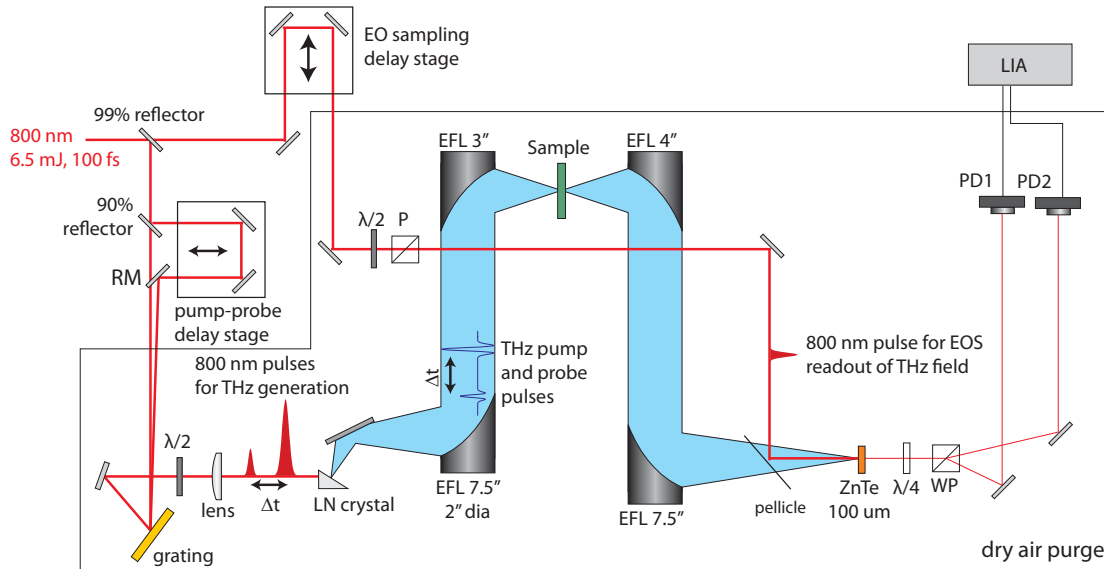 EO sampling
delay stage
LIA
99% reflector
800 nm
6.5 mJ, 100 fs
EFL 3”
Sample
EFL 4”
PD1
PD2
90%
reflector
λ/2
P
RM
pump-probe
delay stage
800 nm pulses
for THz generation
Δt
THz pump
and probe
pulses
800 nm pulse for EOS
readout of THz field
λ/2
lens
Δt
LN crystal
EFL 7.5”
2” dia
EFL 7.5”
pellicle
ZnTe
100 um
λ/4
WP
grating
dry air purge